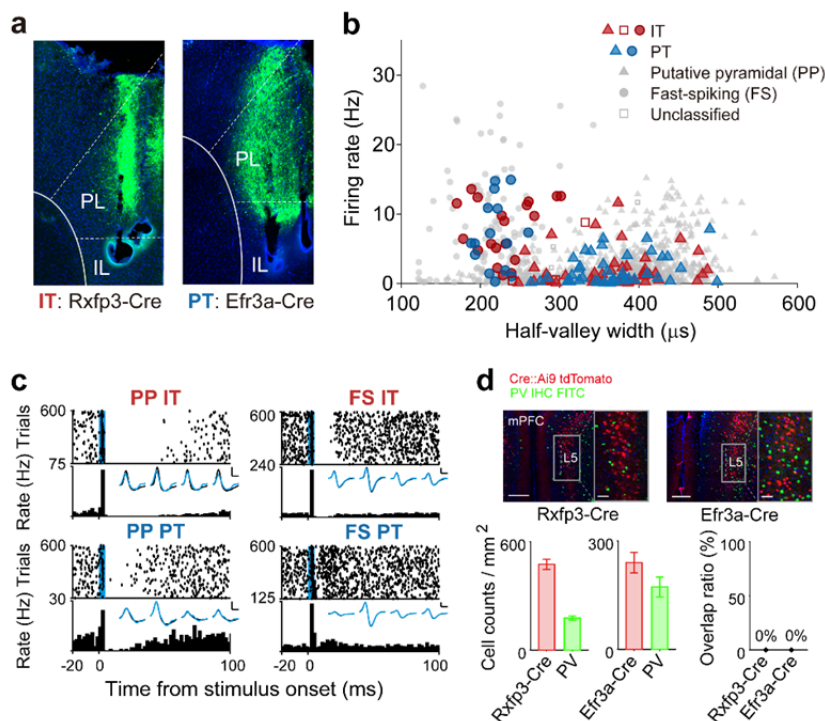 a
PL
IL
IT: Rxfp3-Cre
PL
IL
PT: Efr3a-Cre
b
IT
PT
Putative pyramidal (PP)
Fast-spiking (FS)
Unclassified
Firing rate (Hz)
30
15
0
100 200 300 400 500 600
Half-valley width (μs)
c
PP IT
FS IT
Rate (Hz) Trials
600
75
600
240
PP PT
FS PT
Rate (Hz) Trials
600
30
600
125
-20 0 100
-20 0 100
Time from stimulus onset (ms)
d
Cre::Ai9 tdTomato
PV IHC FITC
mPFC
L5
Rxfp3-Cre
L5
Efr3a-Cre
Cell counts / mm2
600
0
Rxfp3-Cre
PV
300
0
Efr3a-Cre
PV
Overlap ratio (%)
100
50
0
0% 0%
Rxfp3-Cre
Efr3a-Cre